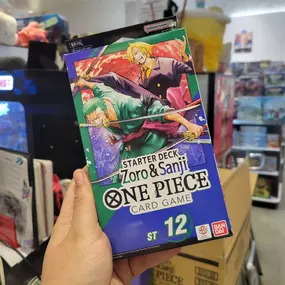 STARTER DECK
Zoro & Sanji
ONE PIECE
CARD GAME
ST 12
BANDAI